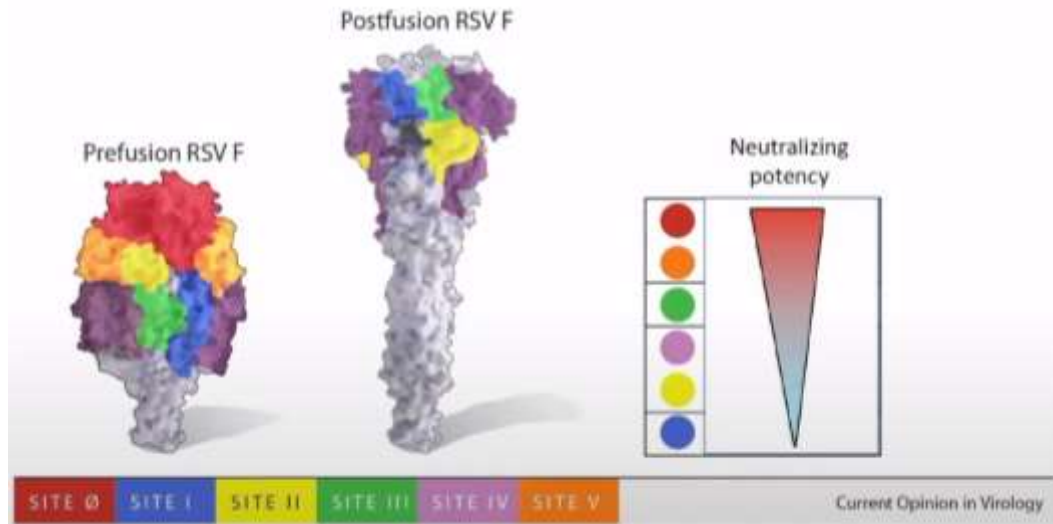 Postfusion RSV F
Prefusion RSV F
Neutralizing
potency
SITE Ø
SITE I
SITE II
SITE III
SITE IV
SITE V
Current Opinion in Virology